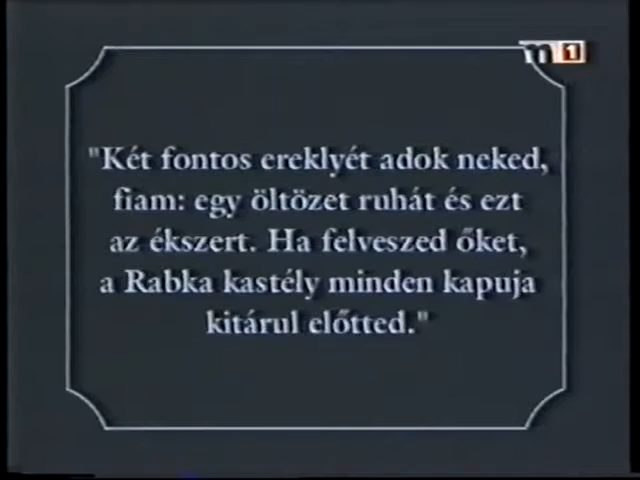 m1
"Két fontos ereklyét adok neked,
fiam: egy öltözet ruhát és ezt
az ékszert. Ha felveszed őket,
a Rabka kastély minden kapuja
kitárul előtted."